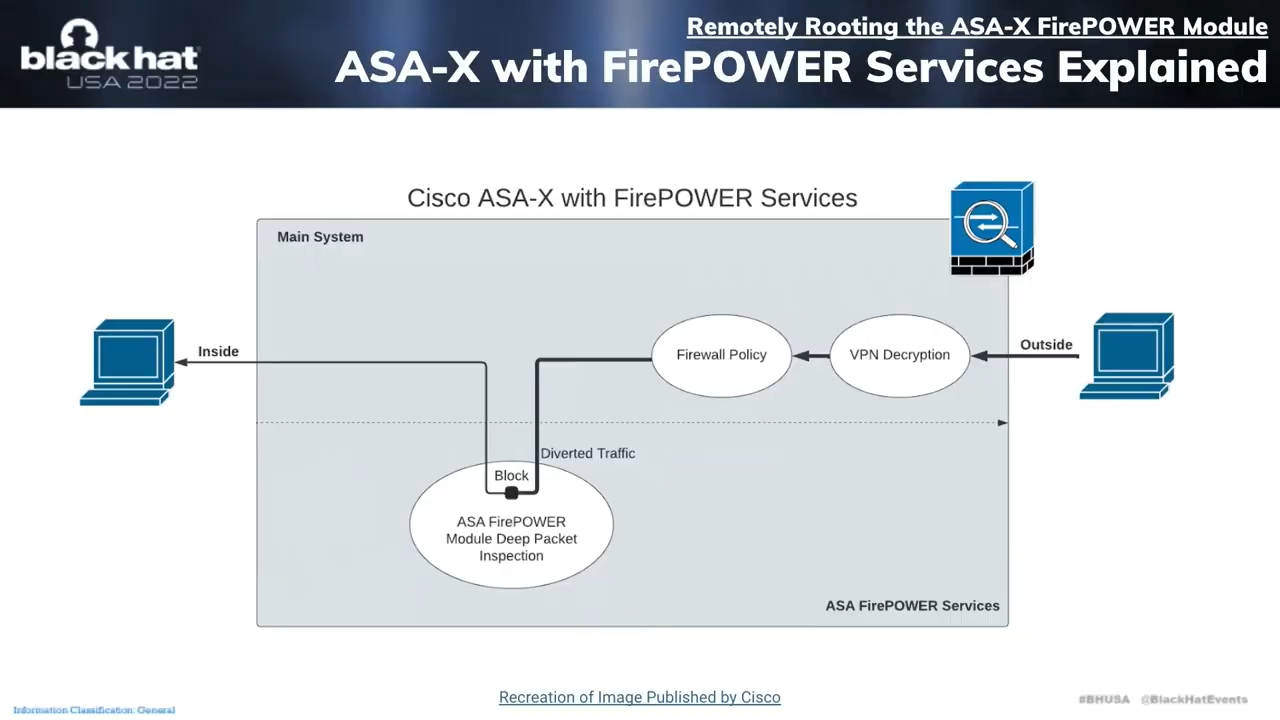 Remotely Rooting the ASA-X FirePOWER Module
black hat
USA 2022
ASA-X with FirePOWER Services Explained
Cisco ASA-X with FirePOWER Services
Main System
Inside
Firewall Policy
VPN Decryption
Outside
Diverted Traffic
Block
ASA FirePOWER
Module Deep Packet
Inspection
ASA FirePOWER Services
Recreation of Image Published by Cisco
Information Classification: General
#BHUSA @BlackHatEvents